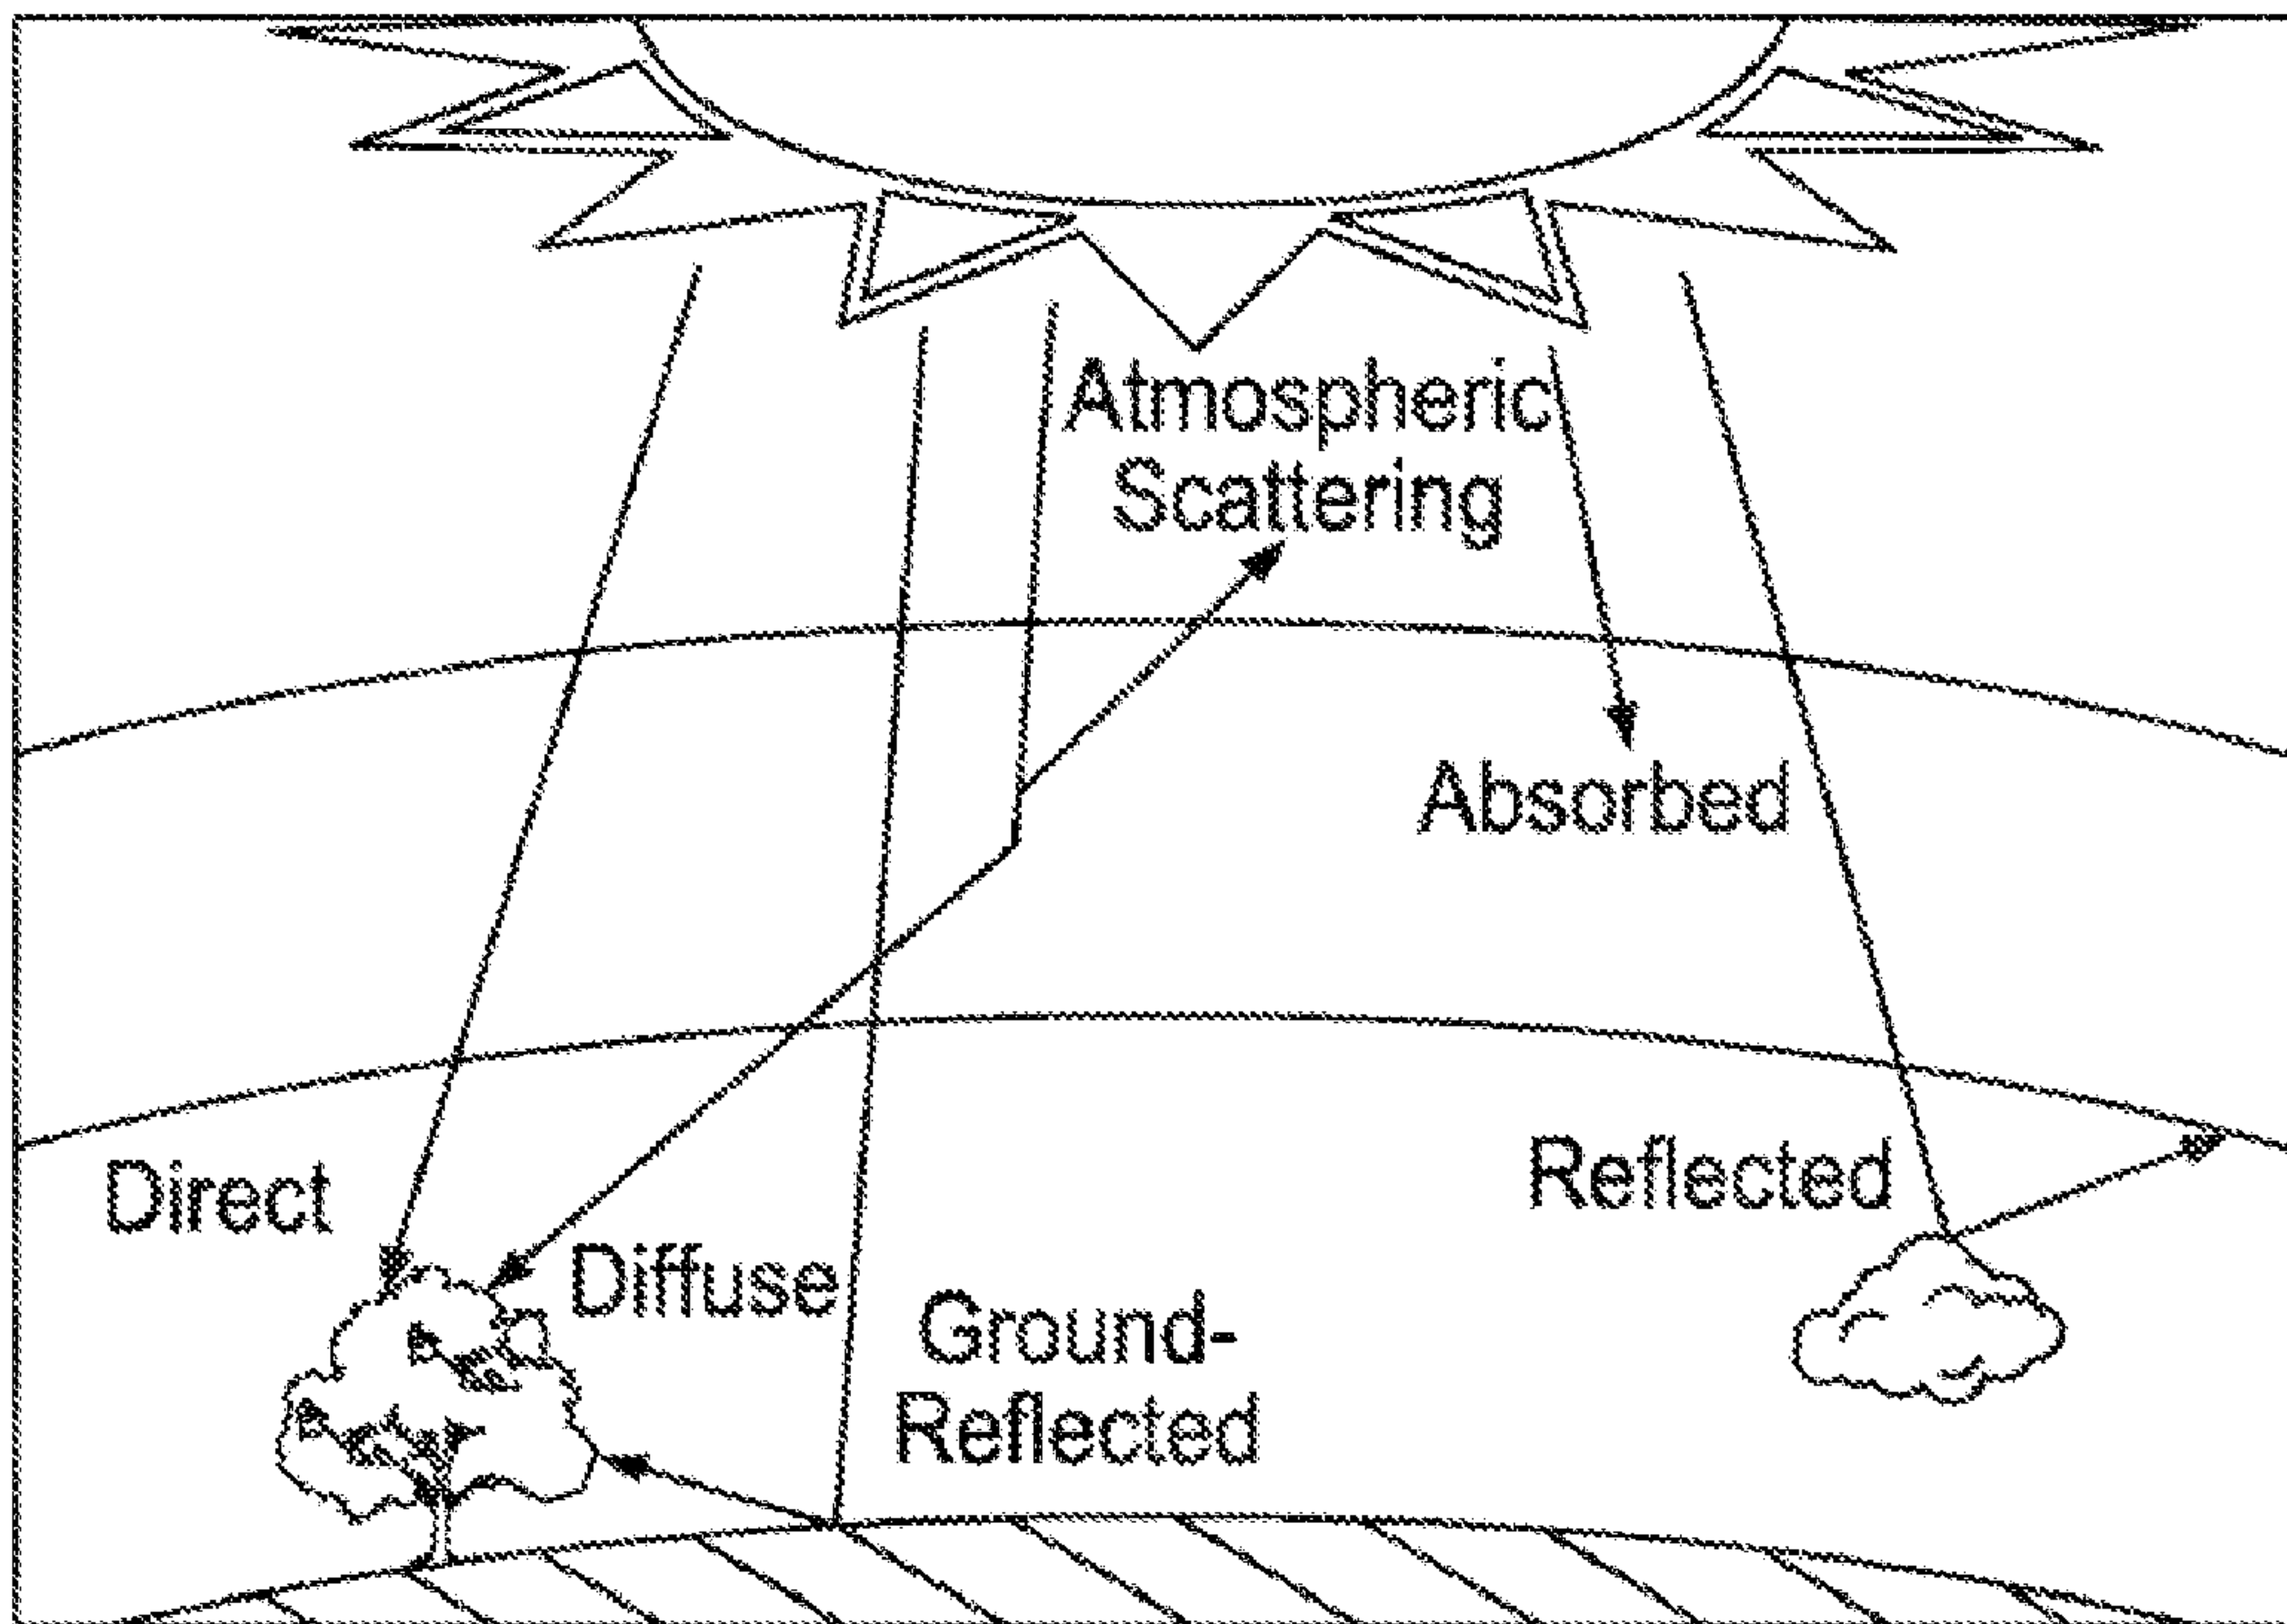 Atmospheric
Scattering
Absorbed
Direct
Reflected
Diffuse
Ground-
Reflected